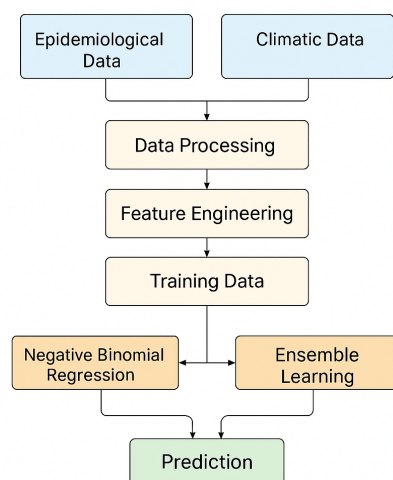 Epidemiological
Data
Climatic Data
Data Processing
Feature Engineering
Training Data
Negative Binomial
Regression
Ensemble
Learning
Prediction